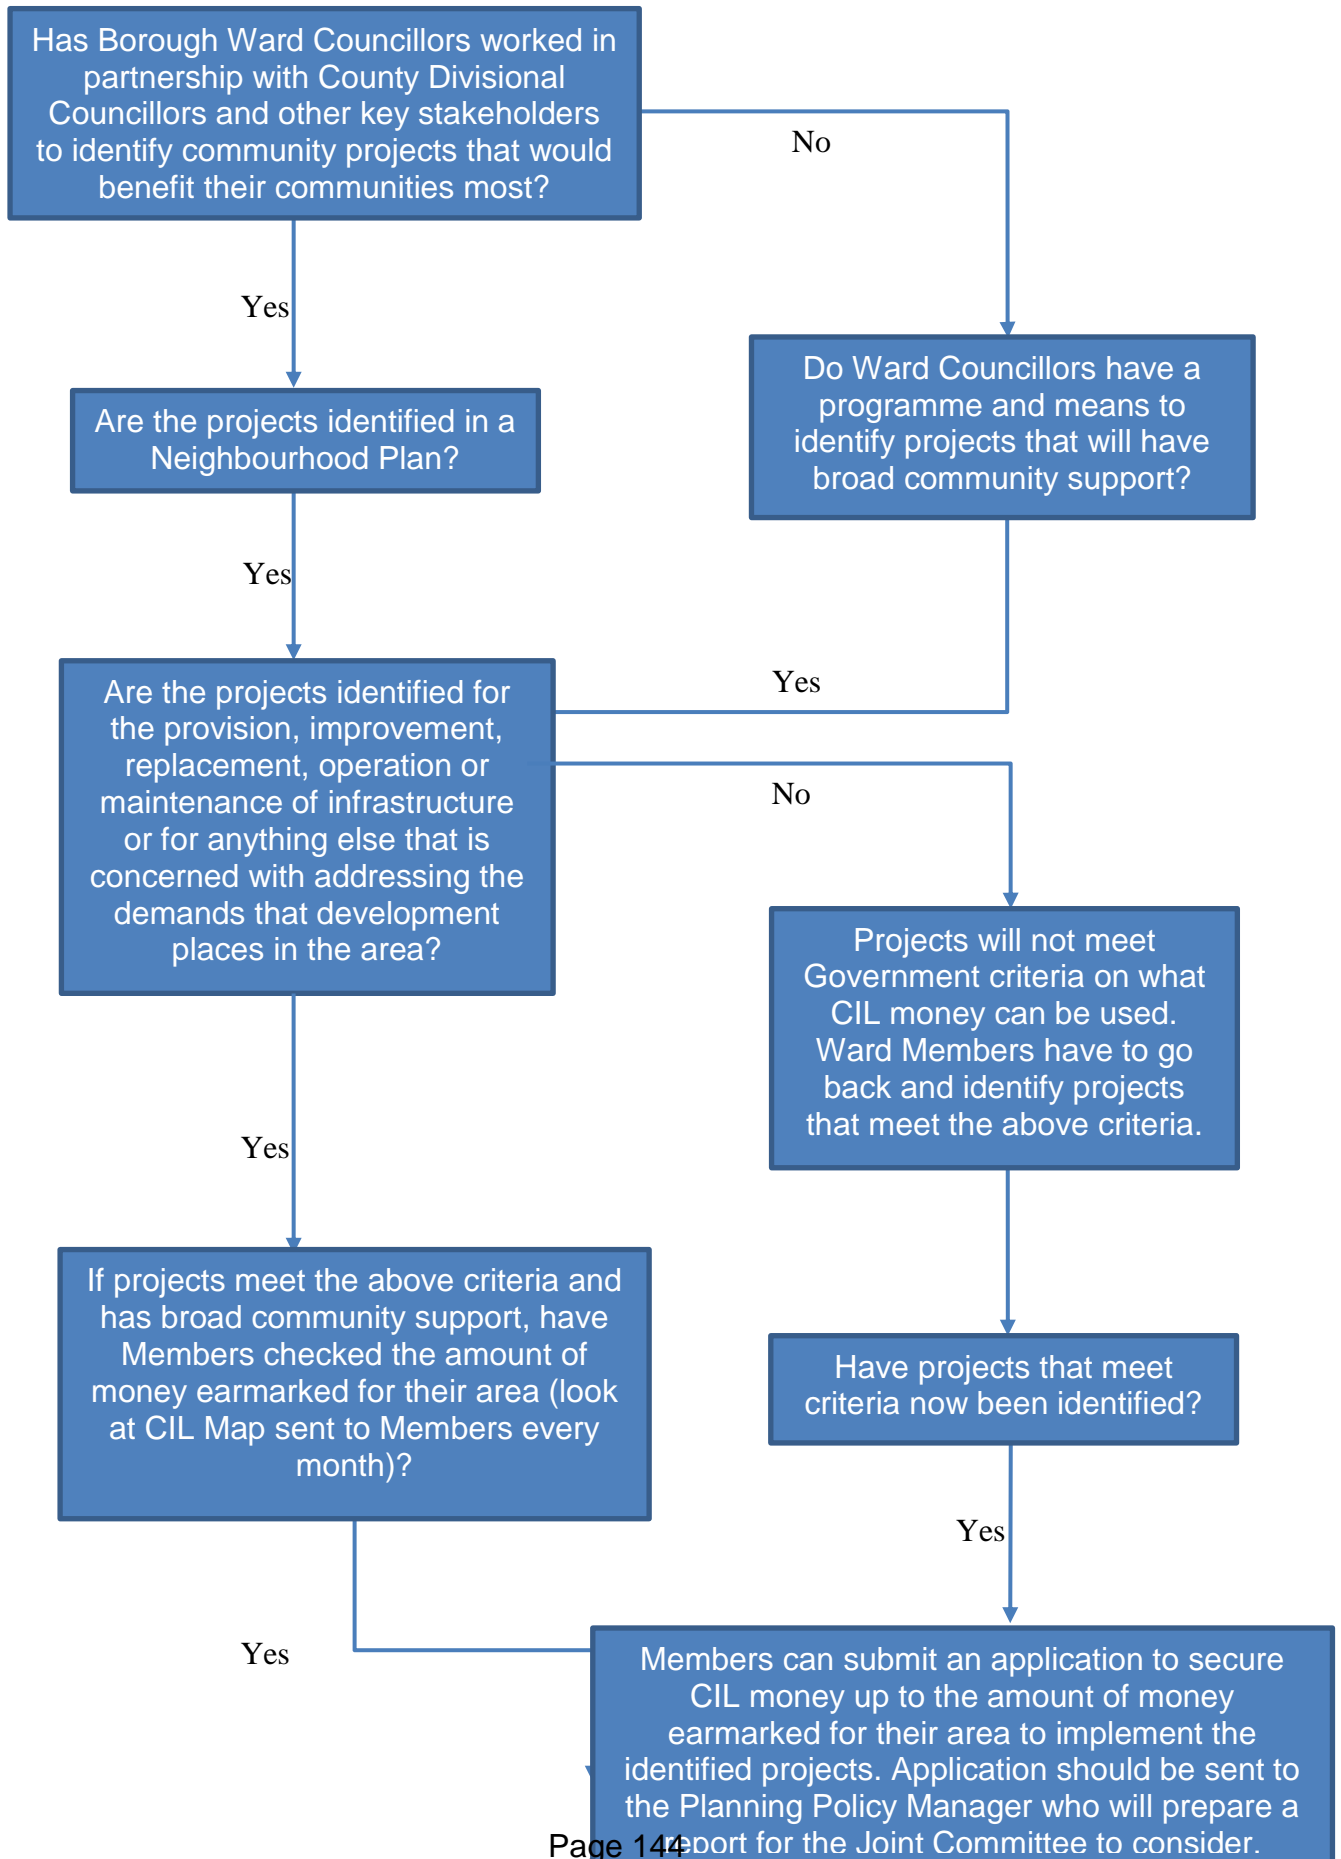 Has Borough Ward Councillors worked in
partnership with County Divisional
Councillors and other key stakeholders
to identify community projects that would
benefit their communities most?
No
Yes
Do Ward Councillors have a
programme and means to
identify projects that will have
broad community support?
Are the projects identified in a
Neighbourhood Plan?
Yes
Are the projects identified for
the provision, improvement,
replacement, operation or
maintenance of infrastructure
or for anything else that is
concerned with addressing the
demands that development
places in the area?
Yes
No
Projects will not meet
Government criteria on what
CIL money can be used.
Ward Members have to go
back and identify projects
that meet the above criteria.
Yes
If projects meet the above criteria and
has broad community support, have
Members checked the amount of
money earmarked for their area (look
at CIL Map sent to Members every
month)?
Have projects that meet
criteria now been identified?
Yes
Yes
Members can submit an application to secure
CIL money up to the amount of money
earmarked for their area to implement the
identified projects. Application should be sent to
the Planning Policy Manager who will prepare a
report for the Joint Committee to consider.
Page 144